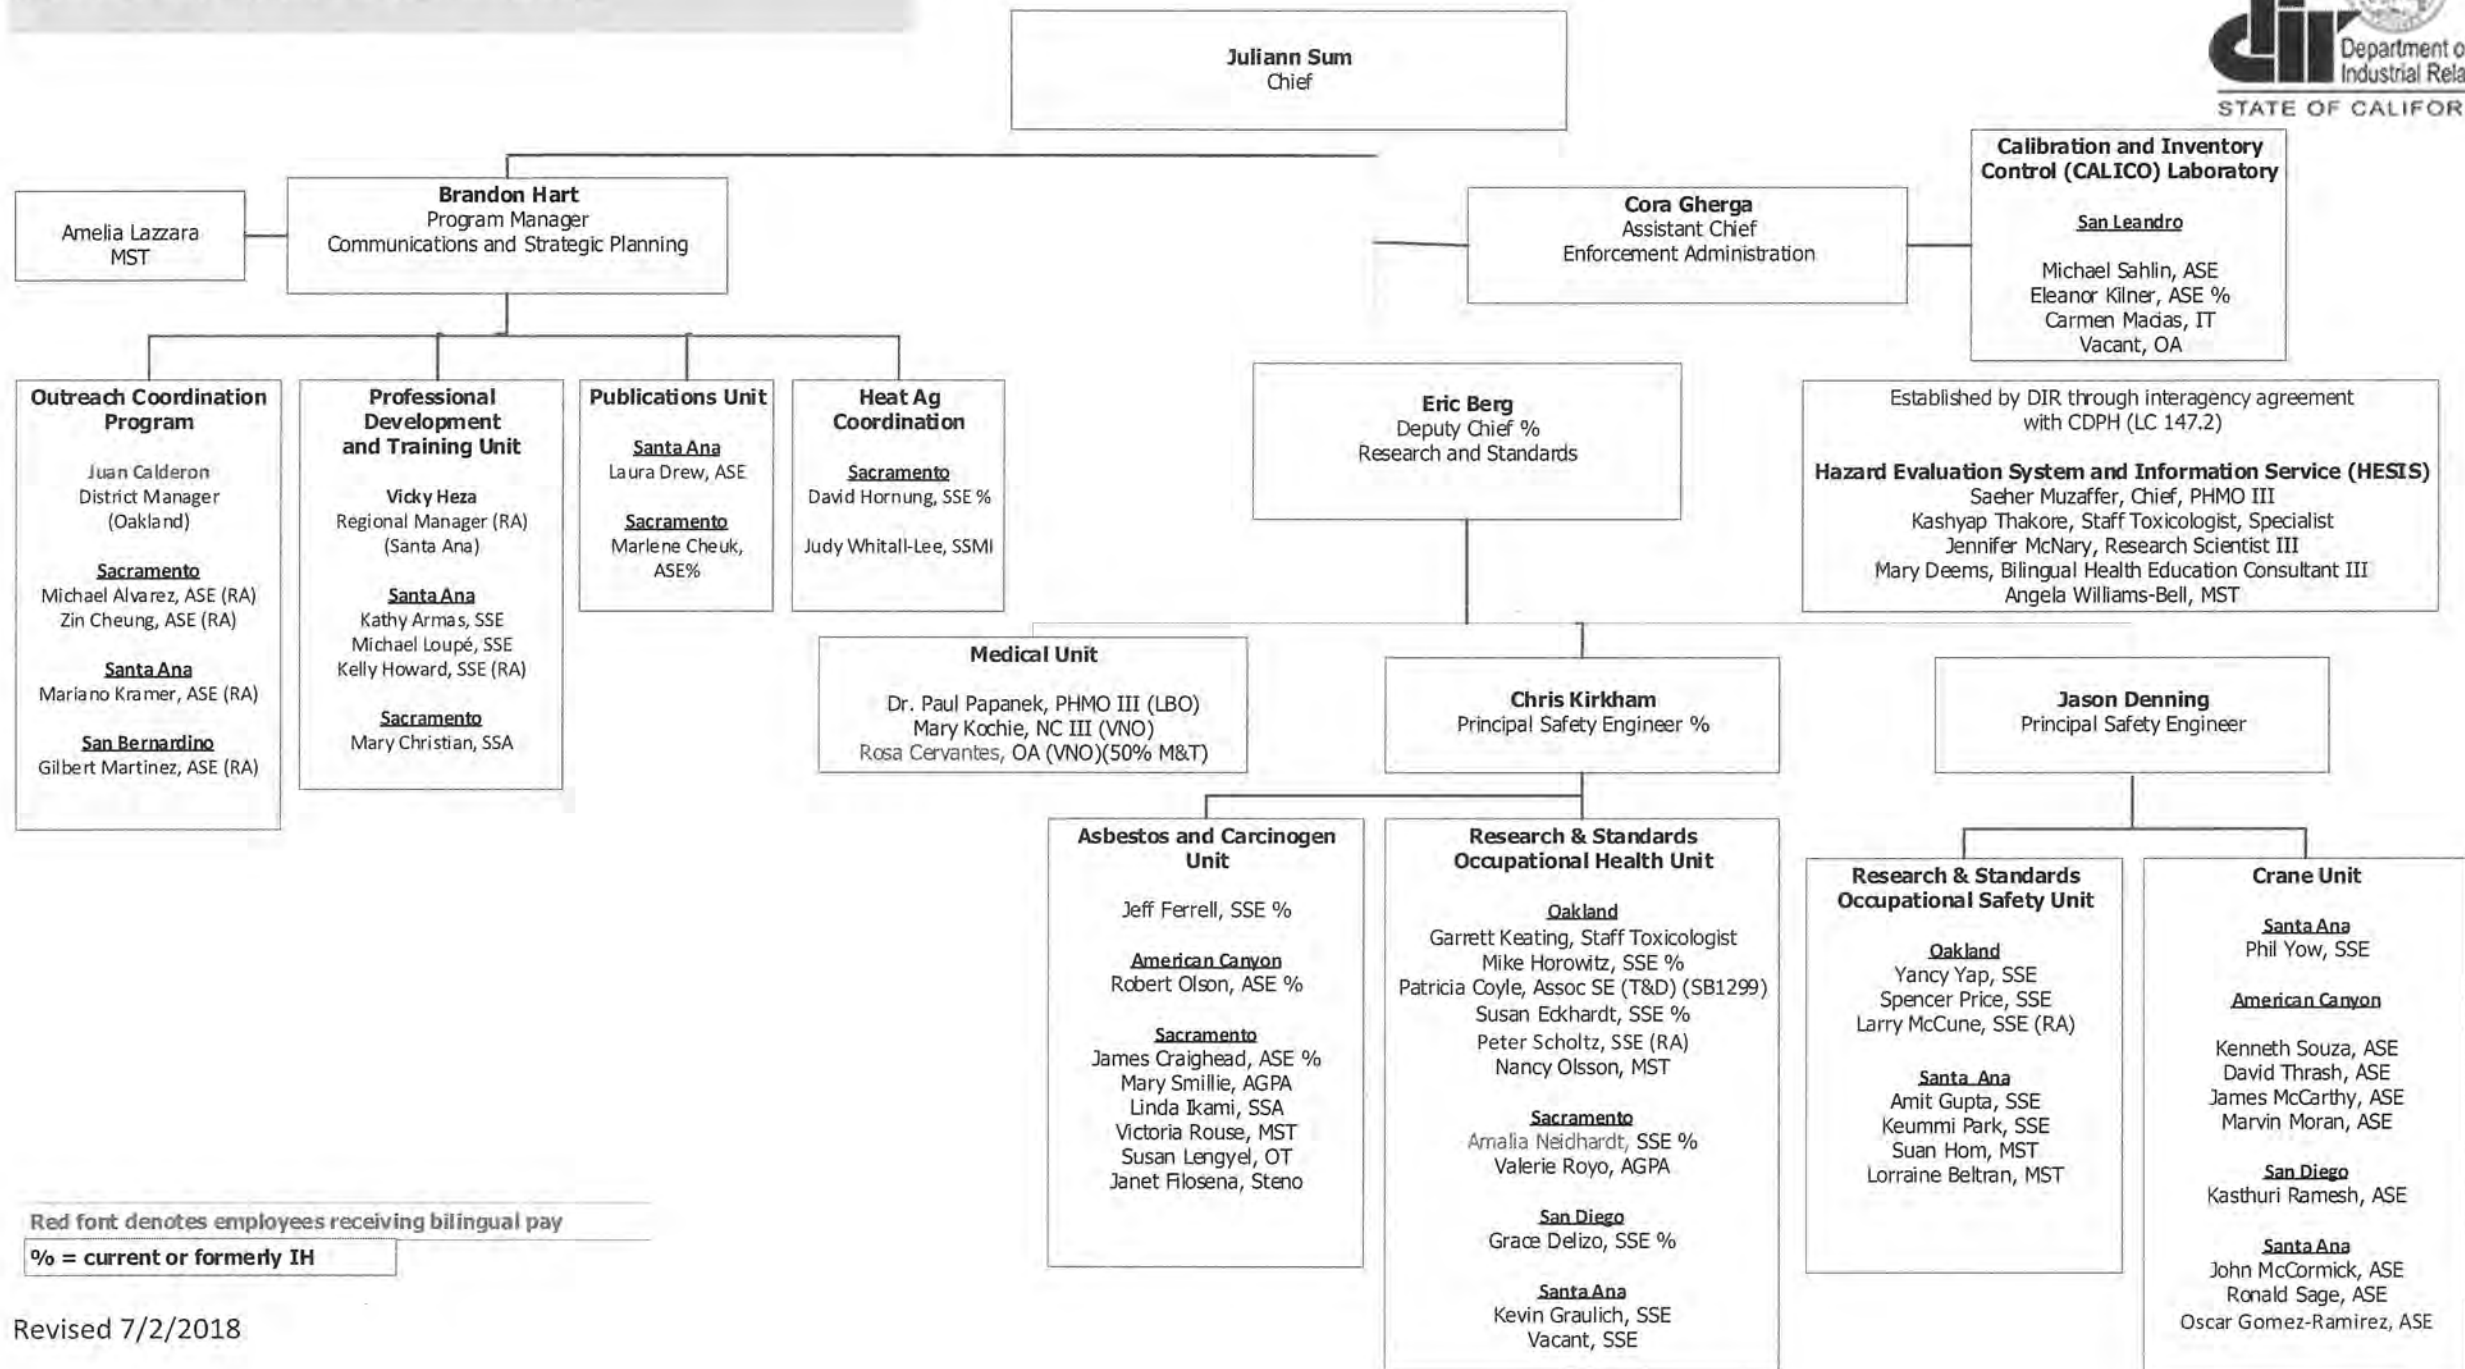 Juliann Sum
Chief
Department o
Industrial Rela
STATE OF CALIFOR
Amelia Lazzara
MST
Brandon Hart
Program Manager
Communications and Strategic Planning
Cora Gherga
Assistant Chief
Enforcement Administration
Calibration and Inventory
Control (CALICO) Laboratory
San Leandro
Michael Sahlin, ASE
Eleanor Kilner, ASE %
Carmen Macias, IT
Vacant, OA
Outreach Coordination
Program
Juan Calderon
District Manager
(Oakland)
Sacramento
Michael Alvarez, ASE (RA)
Zin Cheung, ASE (RA)
Santa Ana
Mariano Kramer, ASE (RA)
San Bernardino
Gilbert Martinez, ASE (RA)
Professional
Development
and Training Unit
Vicky Heza
Regional Manager (RA)
(Santa Ana)
Santa Ana
Kathy Armas, SSE
Michael Loupé, SSE
Kelly Howard, SSE (RA)
Sacramento
Mary Christian, SSA
Publications Unit
Santa Ana
Laura Drew, ASE
Sacramento
Marlene Cheuk,
ASE%
Heat Ag
Coordination
Sacramento
David Hornung, SSE %
Judy Whitall-Lee, SSMI
Eric Berg
Deputy Chief %
Research and Standards
Established by DIR through interagency agreement
with CDPH (LC 147.2)
Hazard Evaluation System and Information Service (HESIS)
Saeher Muzaffer, Chief, PHMO III
Kashyap Thakore, Staff Toxicologist, Specialist
Jennifer McNary, Research Scientist III
Mary Deems, Bilingual Health Education Consultant III
Angela Williams-Bell, MST
Medical Unit
Dr. Paul Papanek, PHMO III (LBO)
Mary Kochie, NC III (VNO)
Rosa Cervantes, OA (VNO)(50% M&T)
Chris Kirkham
Principal Safety Engineer %
Jason Denning
Principal Safety Engineer
Asbestos and Carcinogen
Unit
Jeff Ferrell, SSE %
American Canyon
Robert Olson, ASE %
Sacramento
James Craighead, ASE %
Mary Smillie, AGPA
Linda Ikami, SSA
Victoria Rouse, MST
Susan Lengyel, OT
Janet Filosena, Steno
Research & Standards
Occupational Health Unit
Oakland
Garrett Keating, Staff Toxicologist
Mike Horowitz, SSE %
Patricia Coyle, Assoc SE (T&D) (SB1299)
Susan Eckhardt, SSE %
Peter Scholtz, SSE (RA)
Nancy Olsson, MST
Sacramento
Amalia Neidhardt, SSE %
Valerie Royo, AGPA
San Diego
Grace Delizo, SSE %
Santa Ana
Kevin Graulich, SSE
Vacant, SSE
Research & Standards
Occupational Safety Unit
Oakland
Yancy Yap, SSE
Spencer Price, SSE
Larry McCune, SSE (RA)
Santa Ana
Amit Gupta, SSE
Keummi Park, SSE
Suan Hom, MST
Lorraine Beltran, MST
Crane Unit
Santa Ana
Phil Yow, SSE
American Canyon
Kenneth Souza, ASE
David Thrash, ASE
James McCarthy, ASE
Marvin Moran, ASE
San Diego
Kasthuri Ramesh, ASE
Santa Ana
John McCormick, ASE
Ronald Sage, ASE
Oscar Gomez-Ramirez, ASE
Red font denotes employees receiving bilingual pay
% = current or formerly IH
Revised 7/2/2018